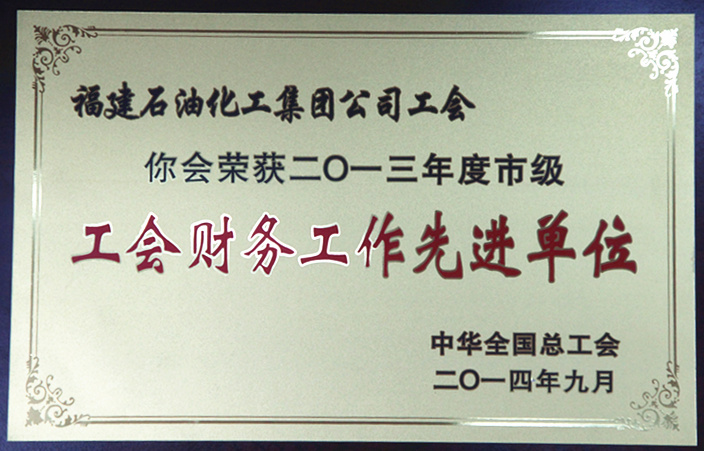 福建石油化工集团公司工会
你会荣获二〇一三年度市级
工会财务工作先进单位
中华全国总工会
二〇一四年九月